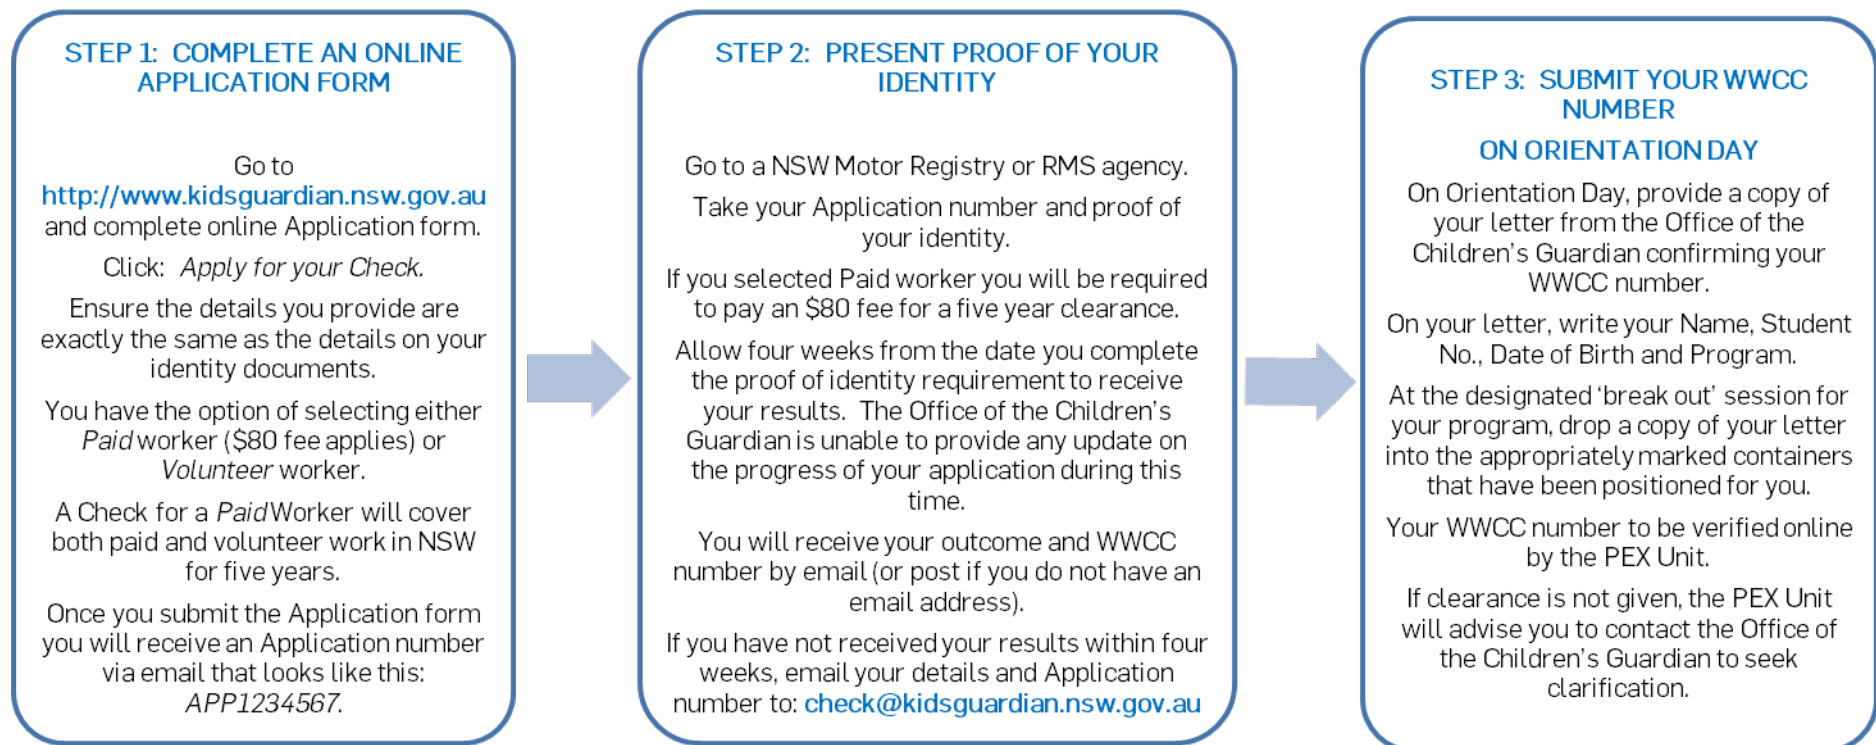 STEP 1: COMPLETE AN ONLINE
APPLICATION FORM
Go to
http://www.kidsguardian.nsw.gov.au
and complete online Application form.
Click: Apply for your Check.
Ensure the details you provide are
exactly the same as the details on your
identity documents.
You have the option of selecting either
Paid worker ($80 fee applies) or
Volunteer worker.
A Check for a Paid Worker will cover
both paid and volunteer work in NSW
for five years.
Once you submit the Application form
you will receive an Application number
via email that looks like this:
APP1234567.
STEP 2: PRESENT PROOF OF YOUR
IDENTITY
Go to a NSW Motor Registry or RMS agency.
Take your Application number and proof of
your identity.
If you selected Paid worker you will be required
to pay an $80 fee for a five year clearance.
Allow four weeks from the date you complete
the proof of identity requirement to receive
your results. The Office of the Children's
Guardian is unable to provide any update on
the progress of your application during this
time.
You will receive your outcome and WWCC
number by email (or post if you do not have an
email address).
If you have not received your results within four
weeks, email your details and Application
number to: check@kidsguardian.nsw.gov.au
STEP 3: SUBMIT YOUR WWCC
NUMBER
ON ORIENTATION DAY
On Orientation Day, provide a copy of
your letter from the Office of the
Children's Guardian confirming your
WWCC number.
On your letter, write your Name, Student
No., Date of Birth and Program.
At the designated 'break out' session for
your program, drop a copy of your letter
into the appropriately marked containers
that have been positioned for you.
Your WWCC number to be verified online
by the PEX Unit.
If clearance is not given, the PEX Unit
will advise you to contact the Office of
the Children's Guardian to seek
clarification.